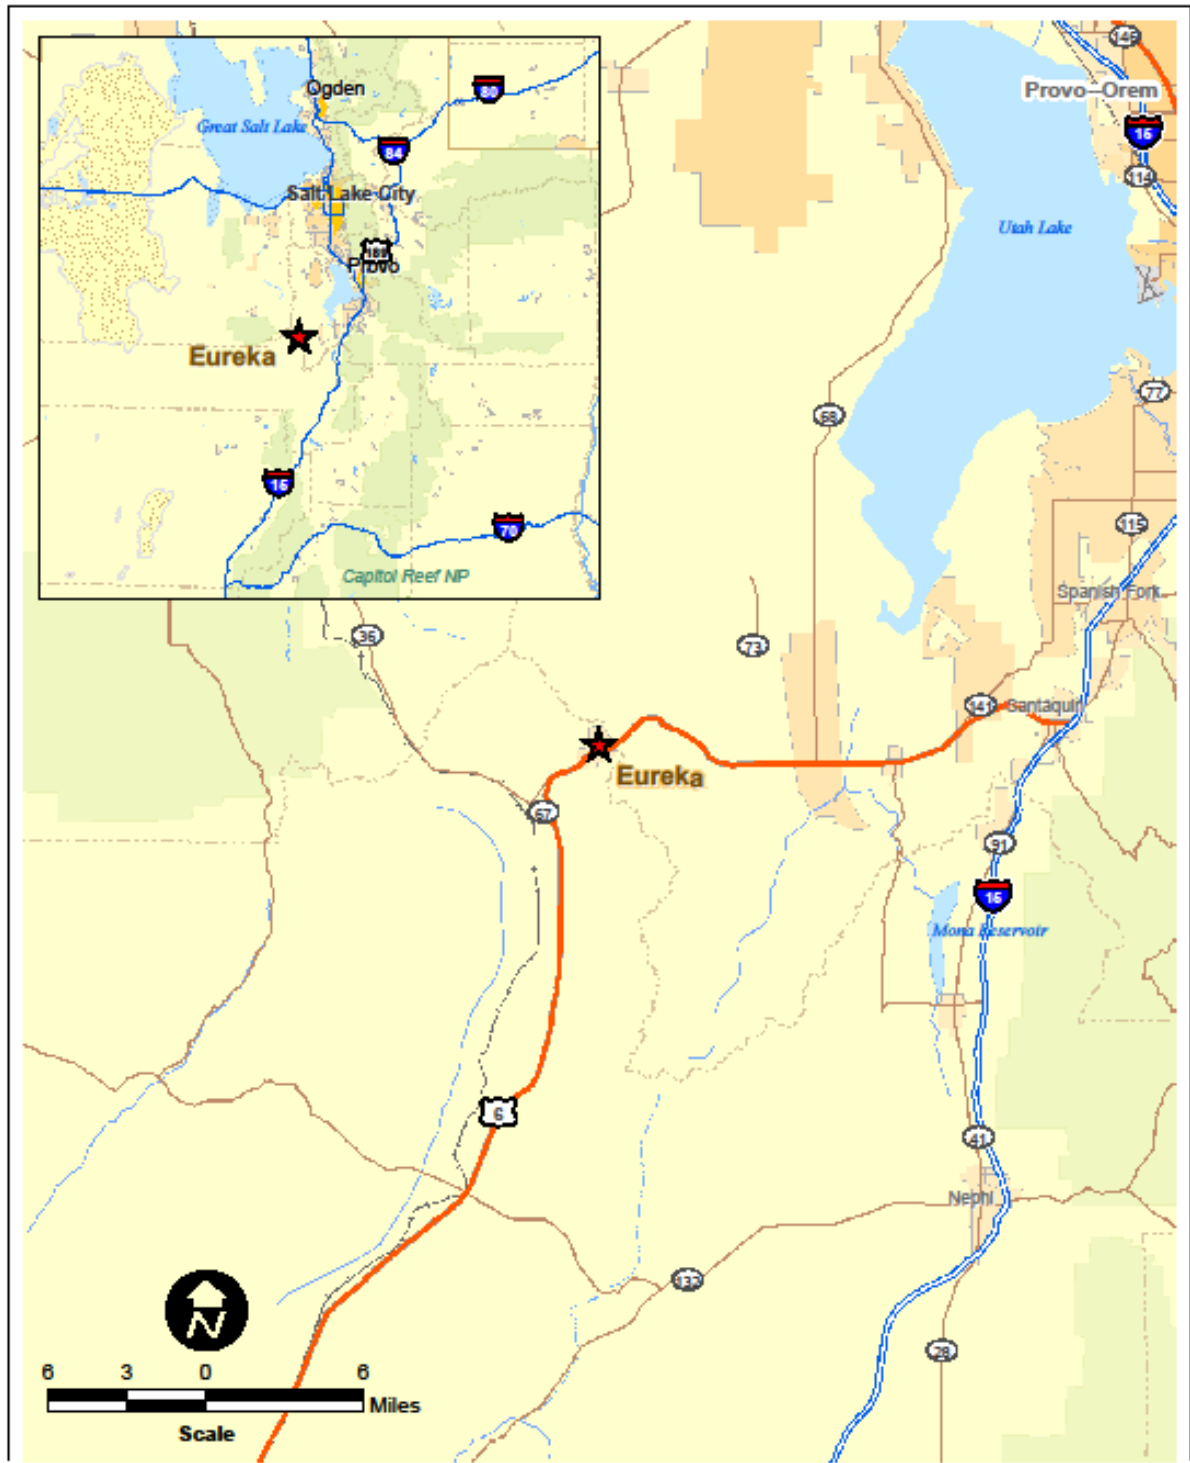 146
Provo-Orem
15
114
Utah Lake
Ogden
80
Great Salt Lake
84
Salt Lake City
189
Provo
Eureka
15
70
Capitol Reef NP
68
77
115
Spanish Fork
36
73
141
Santaquin
Eureka
67
91
15
Mona Reservoir
6
41
Nephi
132
28
N
6 3 0 6
Miles
Scale